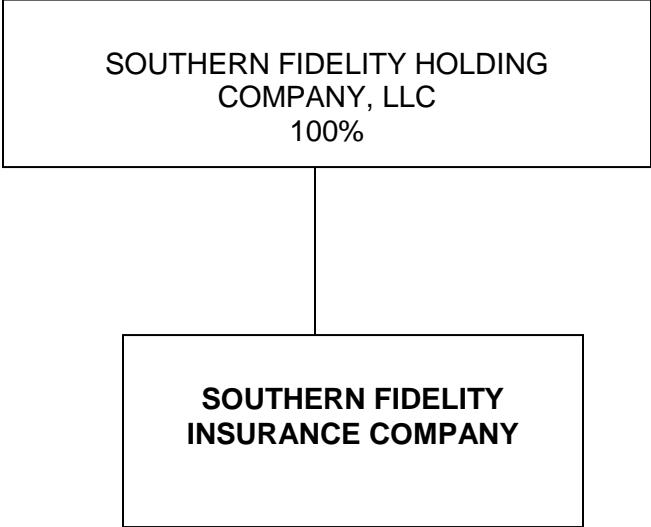 SOUTHERN FIDELITY HOLDING
COMPANY, LLC
100%
SOUTHERN FIDELITY
INSURANCE COMPANY